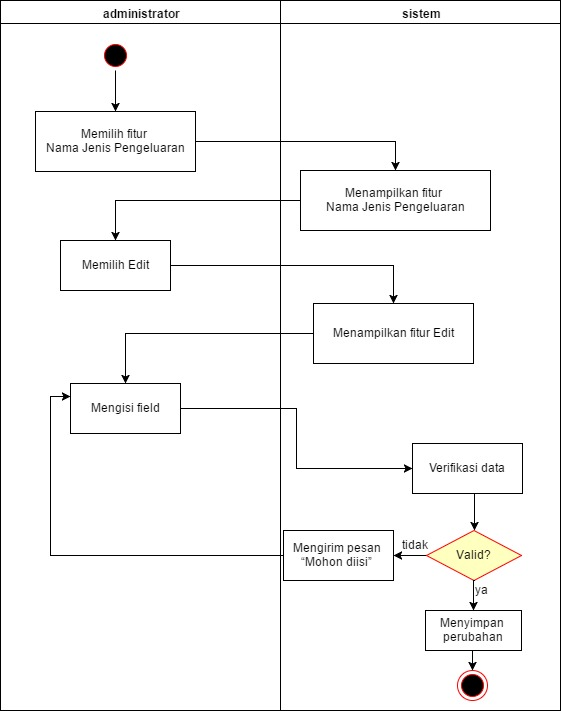 administrator
sistem
Memilih fitur
Nama Jenis Pengeluaran
Menampilkan fitur
Nama Jenis Pengeluaran
Memilih Edit
Menampilkan fitur Edit
Mengisi field
Verifikasi data
Valid?
tidak
Mengirim pesan
“Mohon diisi”
ya
Menyimpan
perubahan